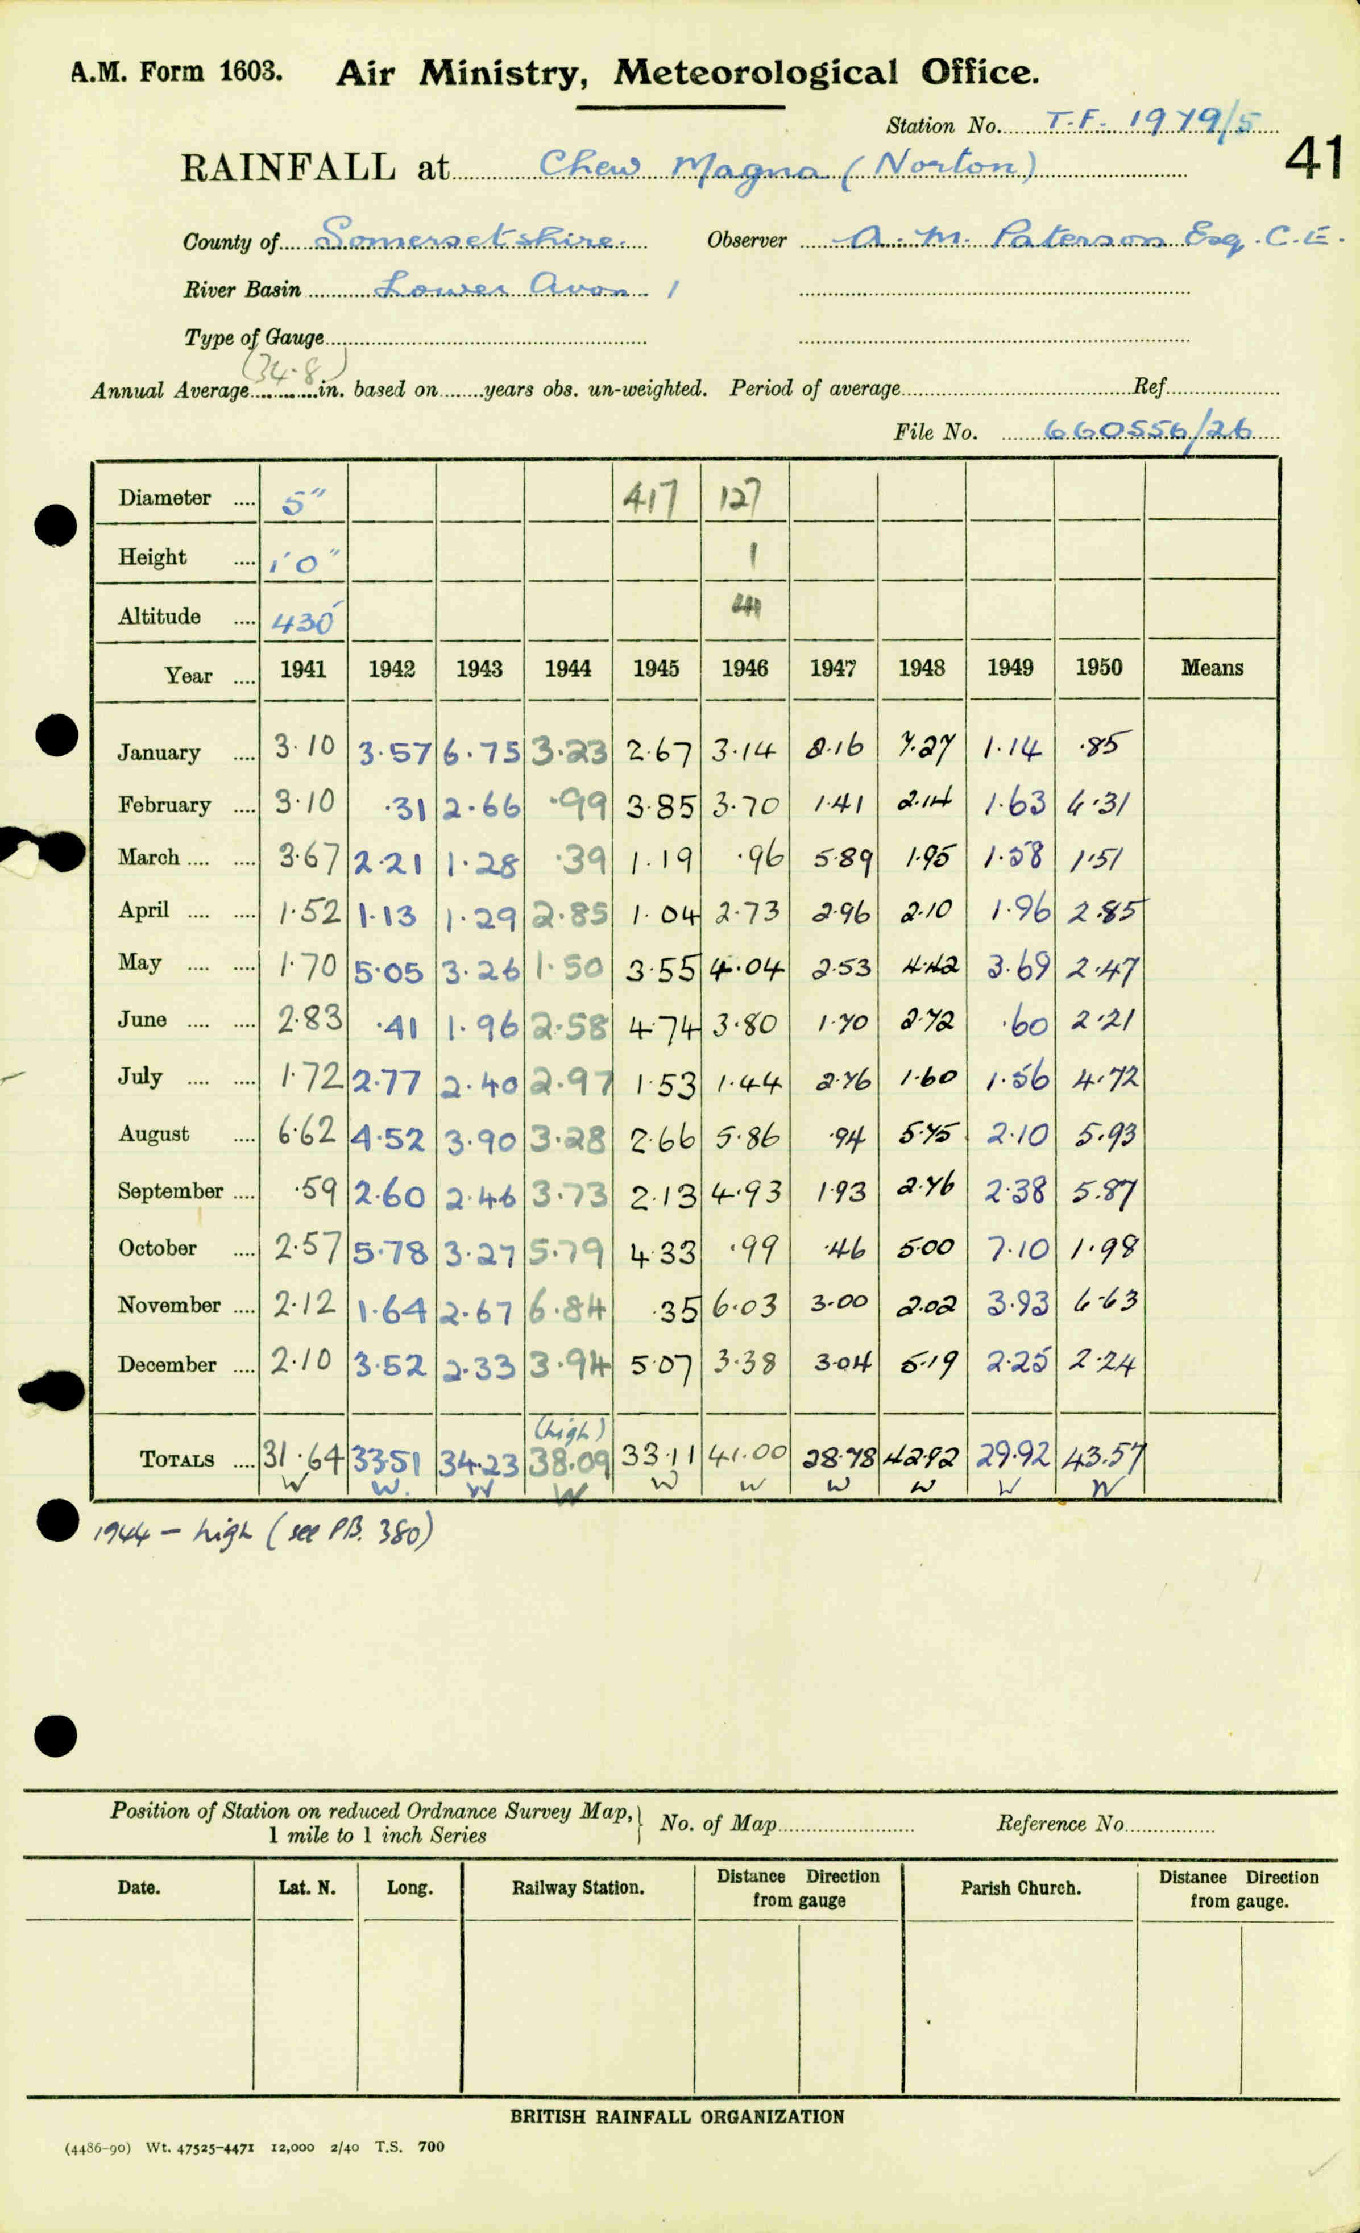 A.M. Form 1603. Air Ministry, Meteorological Office.
Station No. T.F. 1979/5
RAINFALL at Chew Magna (Norton) 41
County of Somersetshire. Observer A. M. Paterson Esq. C.E.
River Basin Lower Avon 1
Type of Gauge
(34.8)
Annual Average in. based on years obs. un-weighted. Period of average Ref
File No. 660556/26
Diameter .... 5" 417 127
Height .... 1'0" 1
Altitude .... 430'
Year .... 1941 1942 1943 1944 1945 1946 1947 1948 1949 1950 Means
January .... 3.10 3.57 6.75 3.23 2.67 3.14 2.16 7.27 1.14 .85
February .... 3.10 .31 2.66 .99 3.85 3.70 1.41 2.14 1.63 6.31
March .... .... 3.67 2.21 1.28 .39 1.19 .96 5.89 1.95 1.58 1.51
April .... .... 1.52 1.13 1.29 2.85 1.04 2.73 2.96 2.10 1.96 2.85
May .... .... 1.70 5.05 3.26 1.50 3.55 4.04 2.53 4.42 3.69 2.47
June .... .... 2.83 .41 1.96 2.58 4.74 3.80 1.70 2.72 .60 2.21
July .... .... 1.72 2.77 2.40 2.97 1.53 1.44 2.76 1.60 1.56 4.72
August .... 6.62 4.52 3.90 3.28 2.66 5.86 .94 5.75 2.10 5.93
September .... .59 2.60 2.46 3.73 2.13 4.93 1.93 2.76 2.38 5.87
October .... 2.57 5.78 3.27 5.79 4.33 .99 .46 5.00 7.10 1.98
November .... 2.12 1.64 2.67 6.84 .35 6.03 3.00 2.02 3.93 6.63
December .... 2.10 3.52 2.33 3.94 5.07 3.38 3.04 5.19 2.25 2.24
(high)
TOTALS .... 31.64 33.51 34.23 38.09 33.11 41.00 28.78 42.92 29.92 43.57
W W. W W W W W W W W
1944 – high (see P.B. 380)
Position of Station on reduced Ordnance Survey Map, } No. of Map Reference No.
1 mile to 1 inch Series
Date. Lat. N. Long. Railway Station. Distance Direction from gauge Parish Church. Distance Direction from gauge.
BRITISH RAINFALL ORGANIZATION
(4486-90) Wt. 47525-4471 12,000 2/40 T.S. 700